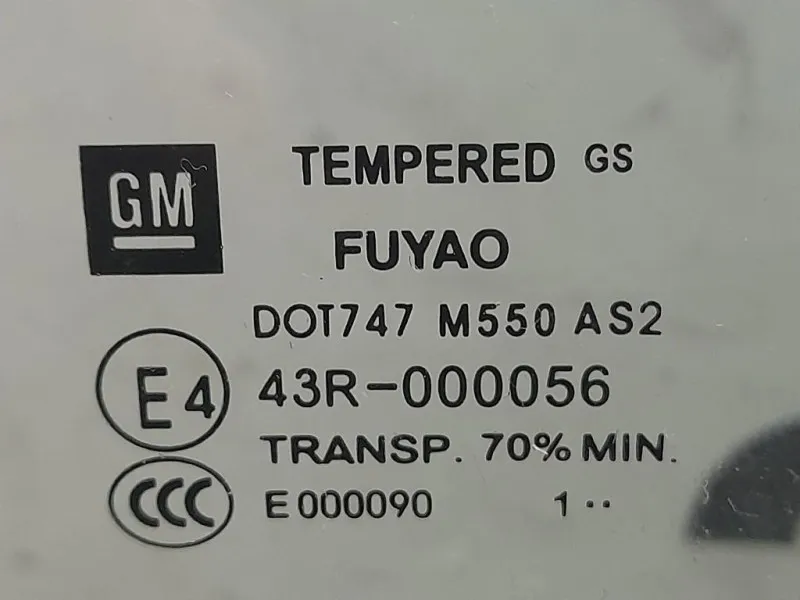 GM
TEMPERED GS
FUYAO
DOT747 M550 AS2
E4
43R-000056
TRANSP. 70% MIN.
CCC
E000090 1 ··